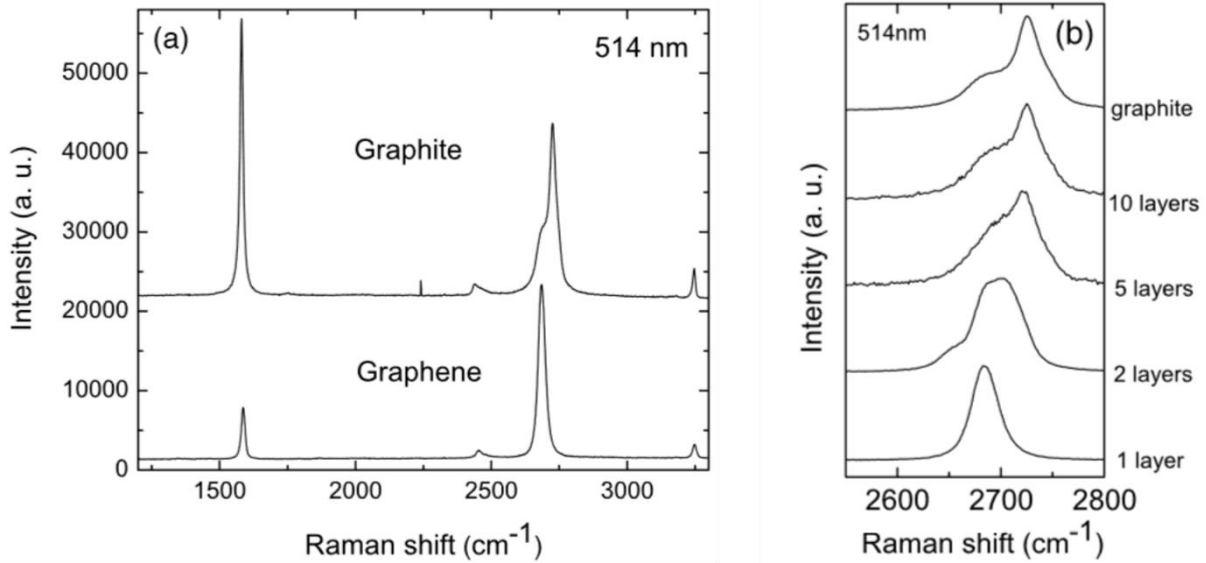 (a)
514 nm
50000
40000
30000
20000
10000
0
Graphite
Graphene
Intensity (a. u.)
1500 2000 2500 3000
Raman shift (cm-1)
514nm
(b)
graphite
10 layers
5 layers
2 layers
1 layer
Intensity (a. u.)
2600 2700 2800
Raman shift (cm-1)